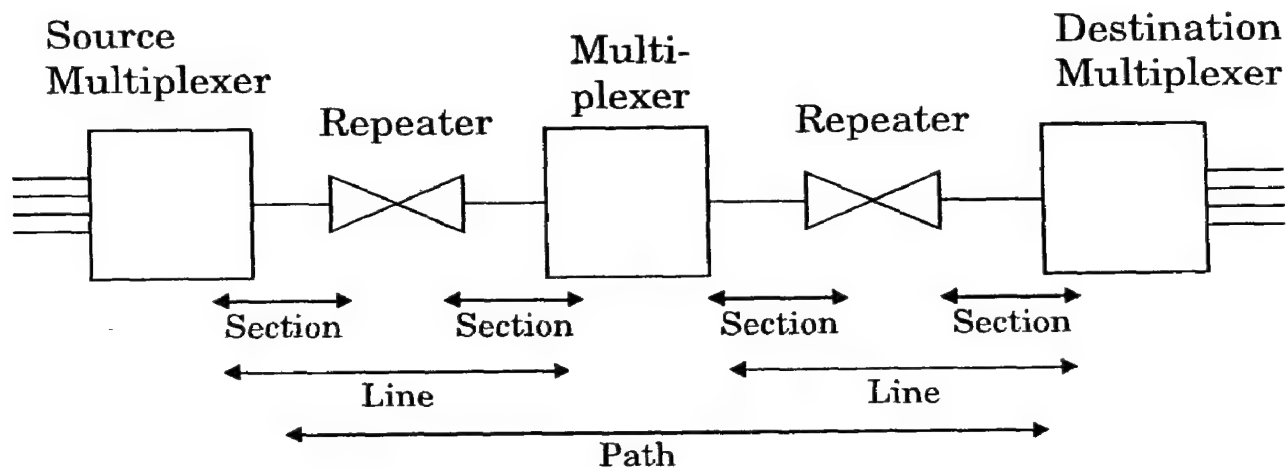 Source
Multiplexer
Repeater
Multi-
plexer
Repeater
Destination
Multiplexer
Section
Section
Section
Section
Line
Line
Path